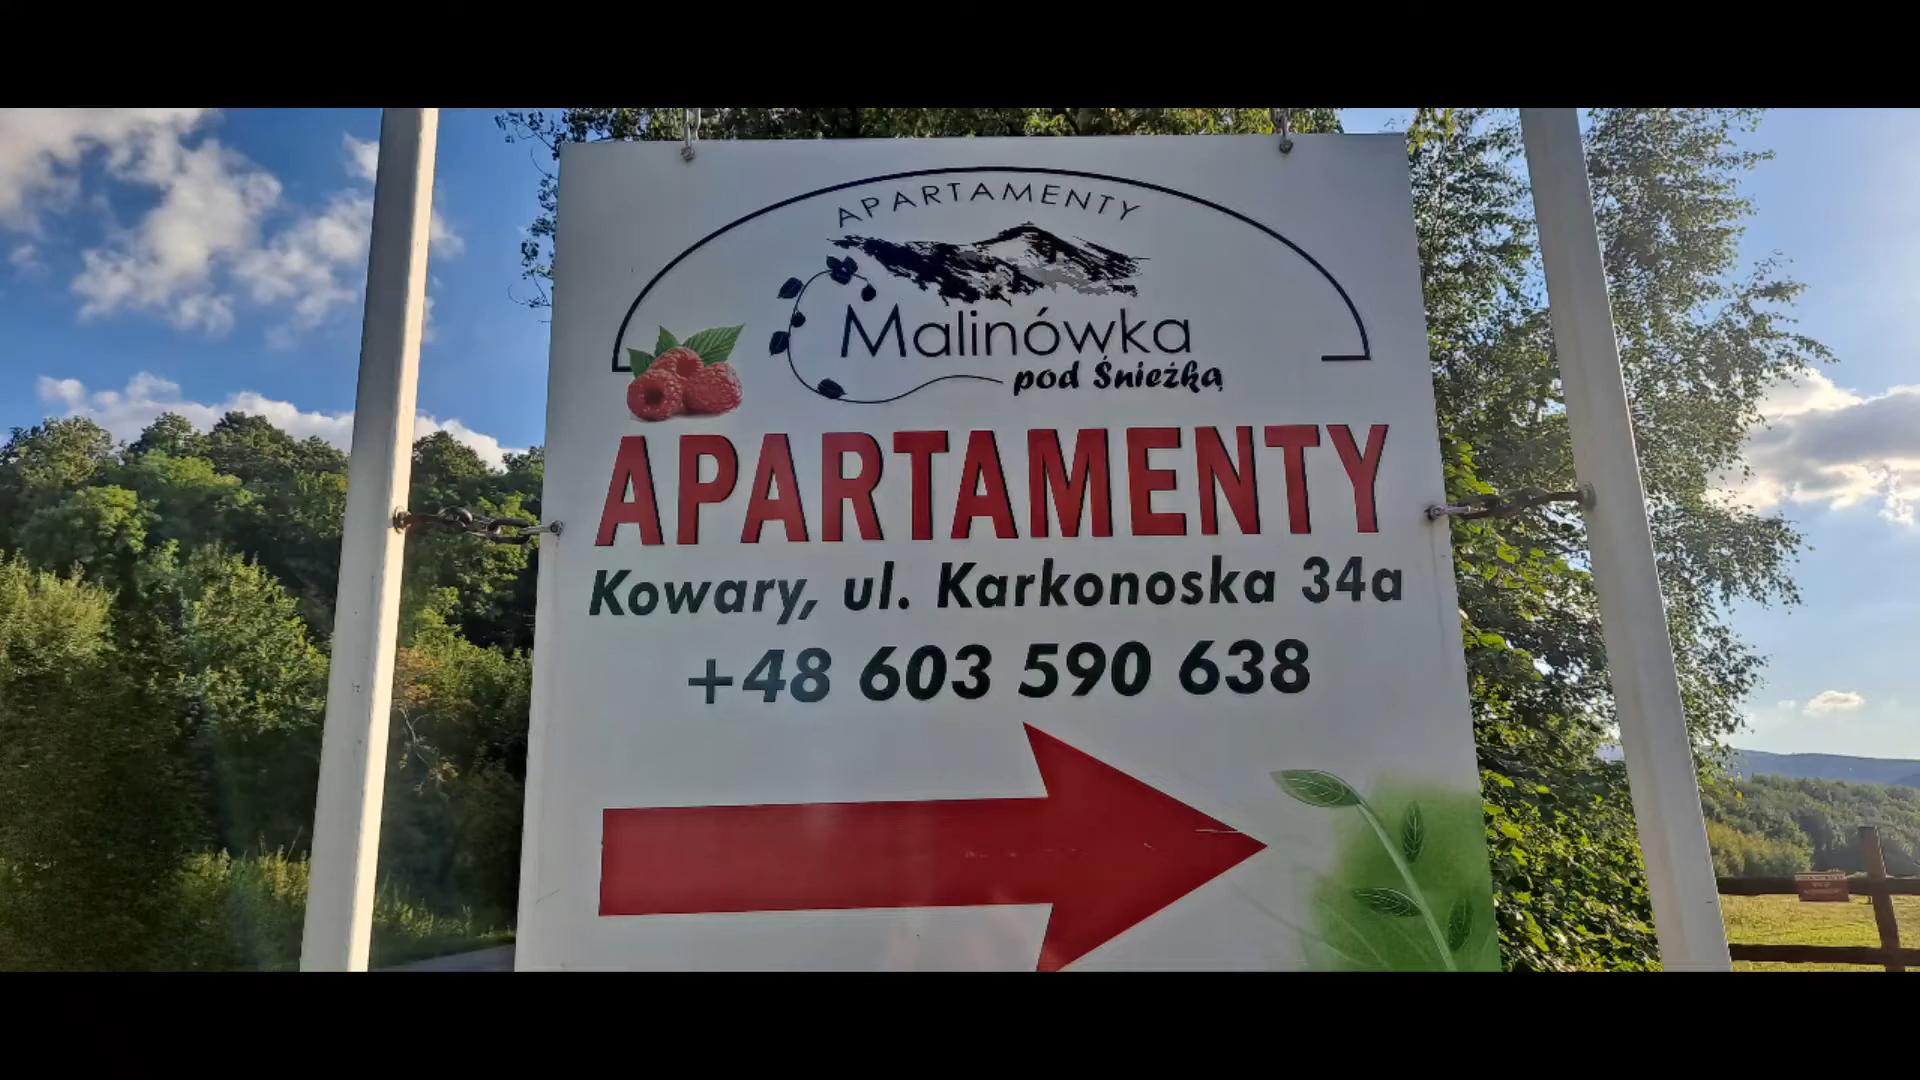 APARTAMENTY
Malinówka
pod Śnieżką
APARTAMENTY
Kowary, ul. Karkonoska 34a
+48 603 590 638